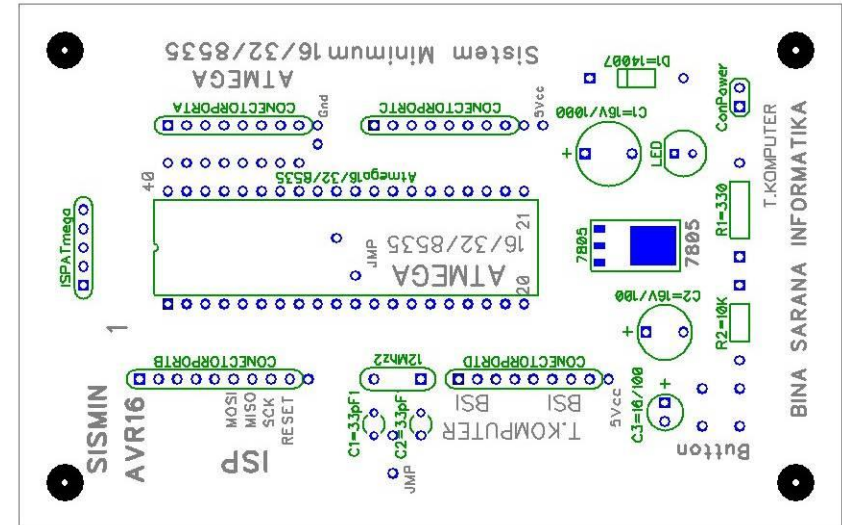 Sistem Minimum 16/32/8535
ATMEGA
D1=14007
CONECTORPORTA
Gnd
CONECTORPORTC
5Vcc
C1=16V/1000
+
LED
ConPower
T.KOMPUTER
BINA SARANA INFORMATIKA
40
Atmega16/32/8535
21
ISPATmega
JMP
16/32/8535
ATMEGA
20
7805
7805
R1=330
C2=16V/100
+
R2=10K
1
CONECTORPORTB
12Mhz2
CONECTORPORTD
MOSI
MISO
SCK
RESET
C1=33pF1
C2=33pF
BSI
BSI
T.KOMPUTER
5Vcc
C3=16/100
+
SISMIN
AVR16
ISP
JMP
Button